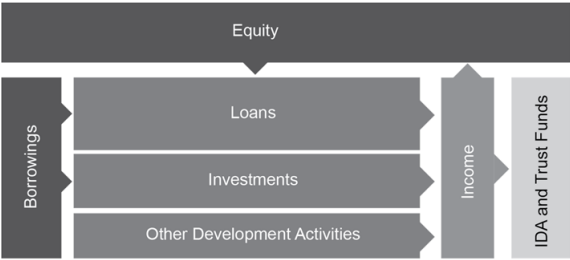 Equity
Borrowings
Loans
Investments
Other Development Activities
Income
IDA and Trust Funds